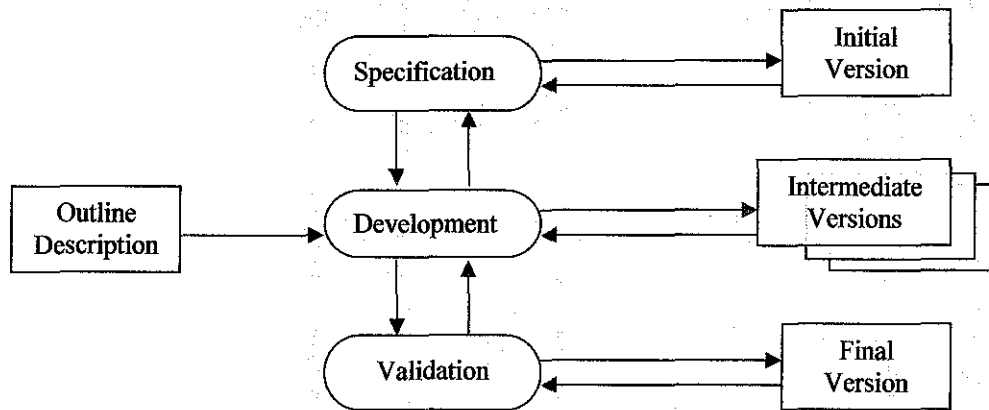 Specification
Initial
Version
Outline
Description
Development
Intermediate
Versions
Validation
Final
Version